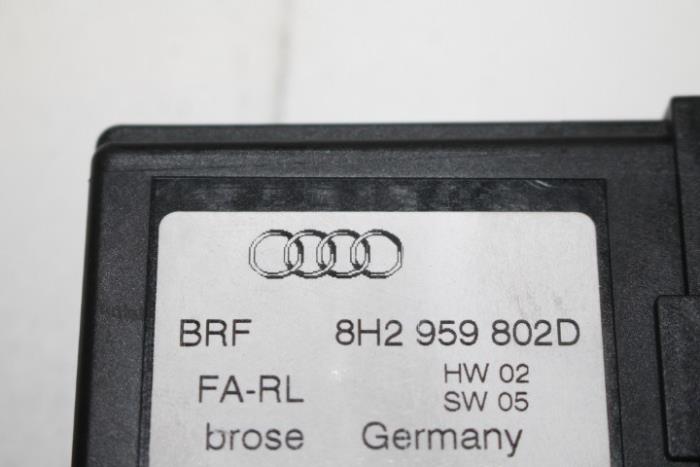 BRF 8H2 959 802D
FA-RL HW 02
SW 05
brose Germany